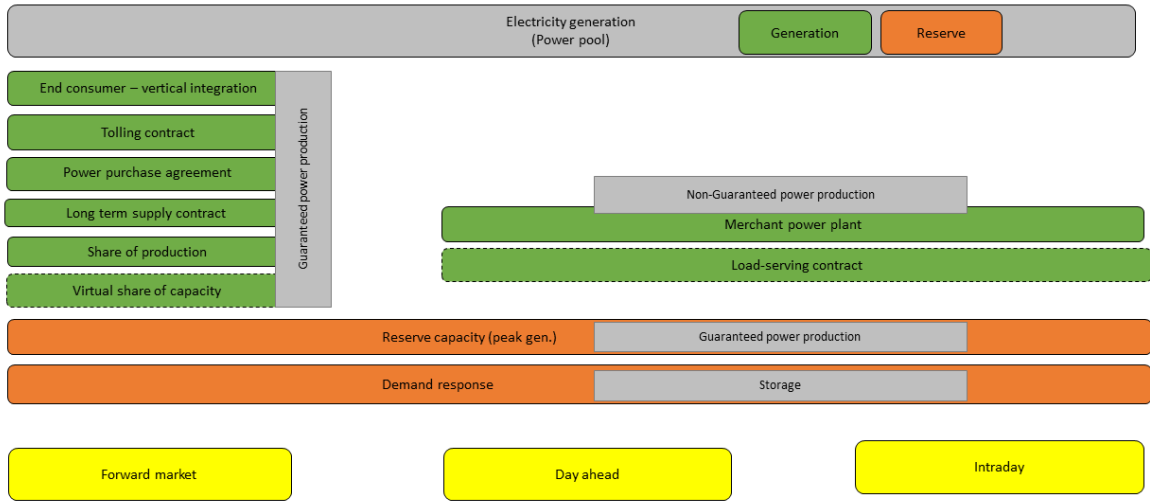 Electricity generation
(Power pool)
Generation
Reserve
End consumer – vertical integration
Tolling contract
Power purchase agreement
Long term supply contract
Share of production
Virtual share of capacity
Guaranteed power production
Non-Guaranteed power production
Merchant power plant
Load-serving contract
Reserve capacity (peak gen.)
Guaranteed power production
Demand response
Storage
Forward market
Day ahead
Intraday